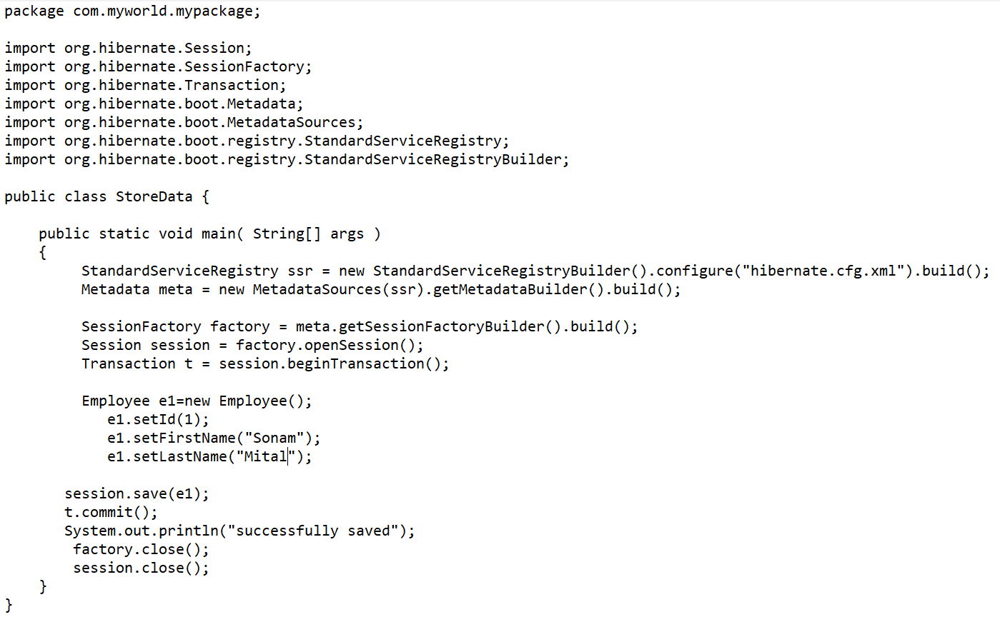 package com.myworld.mypackage;
import org.hibernate.Session;
import org.hibernate.SessionFactory;
import org.hibernate.Transaction;
import org.hibernate.boot.Metadata;
import org.hibernate.boot.MetadataSources;
import org.hibernate.boot.registry.StandardServiceRegistry;
import org.hibernate.boot.registry.StandardServiceRegistryBuilder;
public class StoreData {
public static void main( String[] args )
{
StandardServiceRegistry ssr = new StandardServiceRegistryBuilder().configure("hibernate.cfg.xml").build();
Metadata meta = new MetadataSources(ssr).getMetadataBuilder().build();
SessionFactory factory = meta.getSessionFactoryBuilder().build();
Session session = factory.openSession();
Transaction t = session.beginTransaction();
Employee e1=new Employee();
e1.setId(1);
e1.setFirstName("Sonam");
e1.setLastName("Mital");
session.save(e1);
t.commit();
System.out.println("successfully saved");
factory.close();
session.close();
}
}